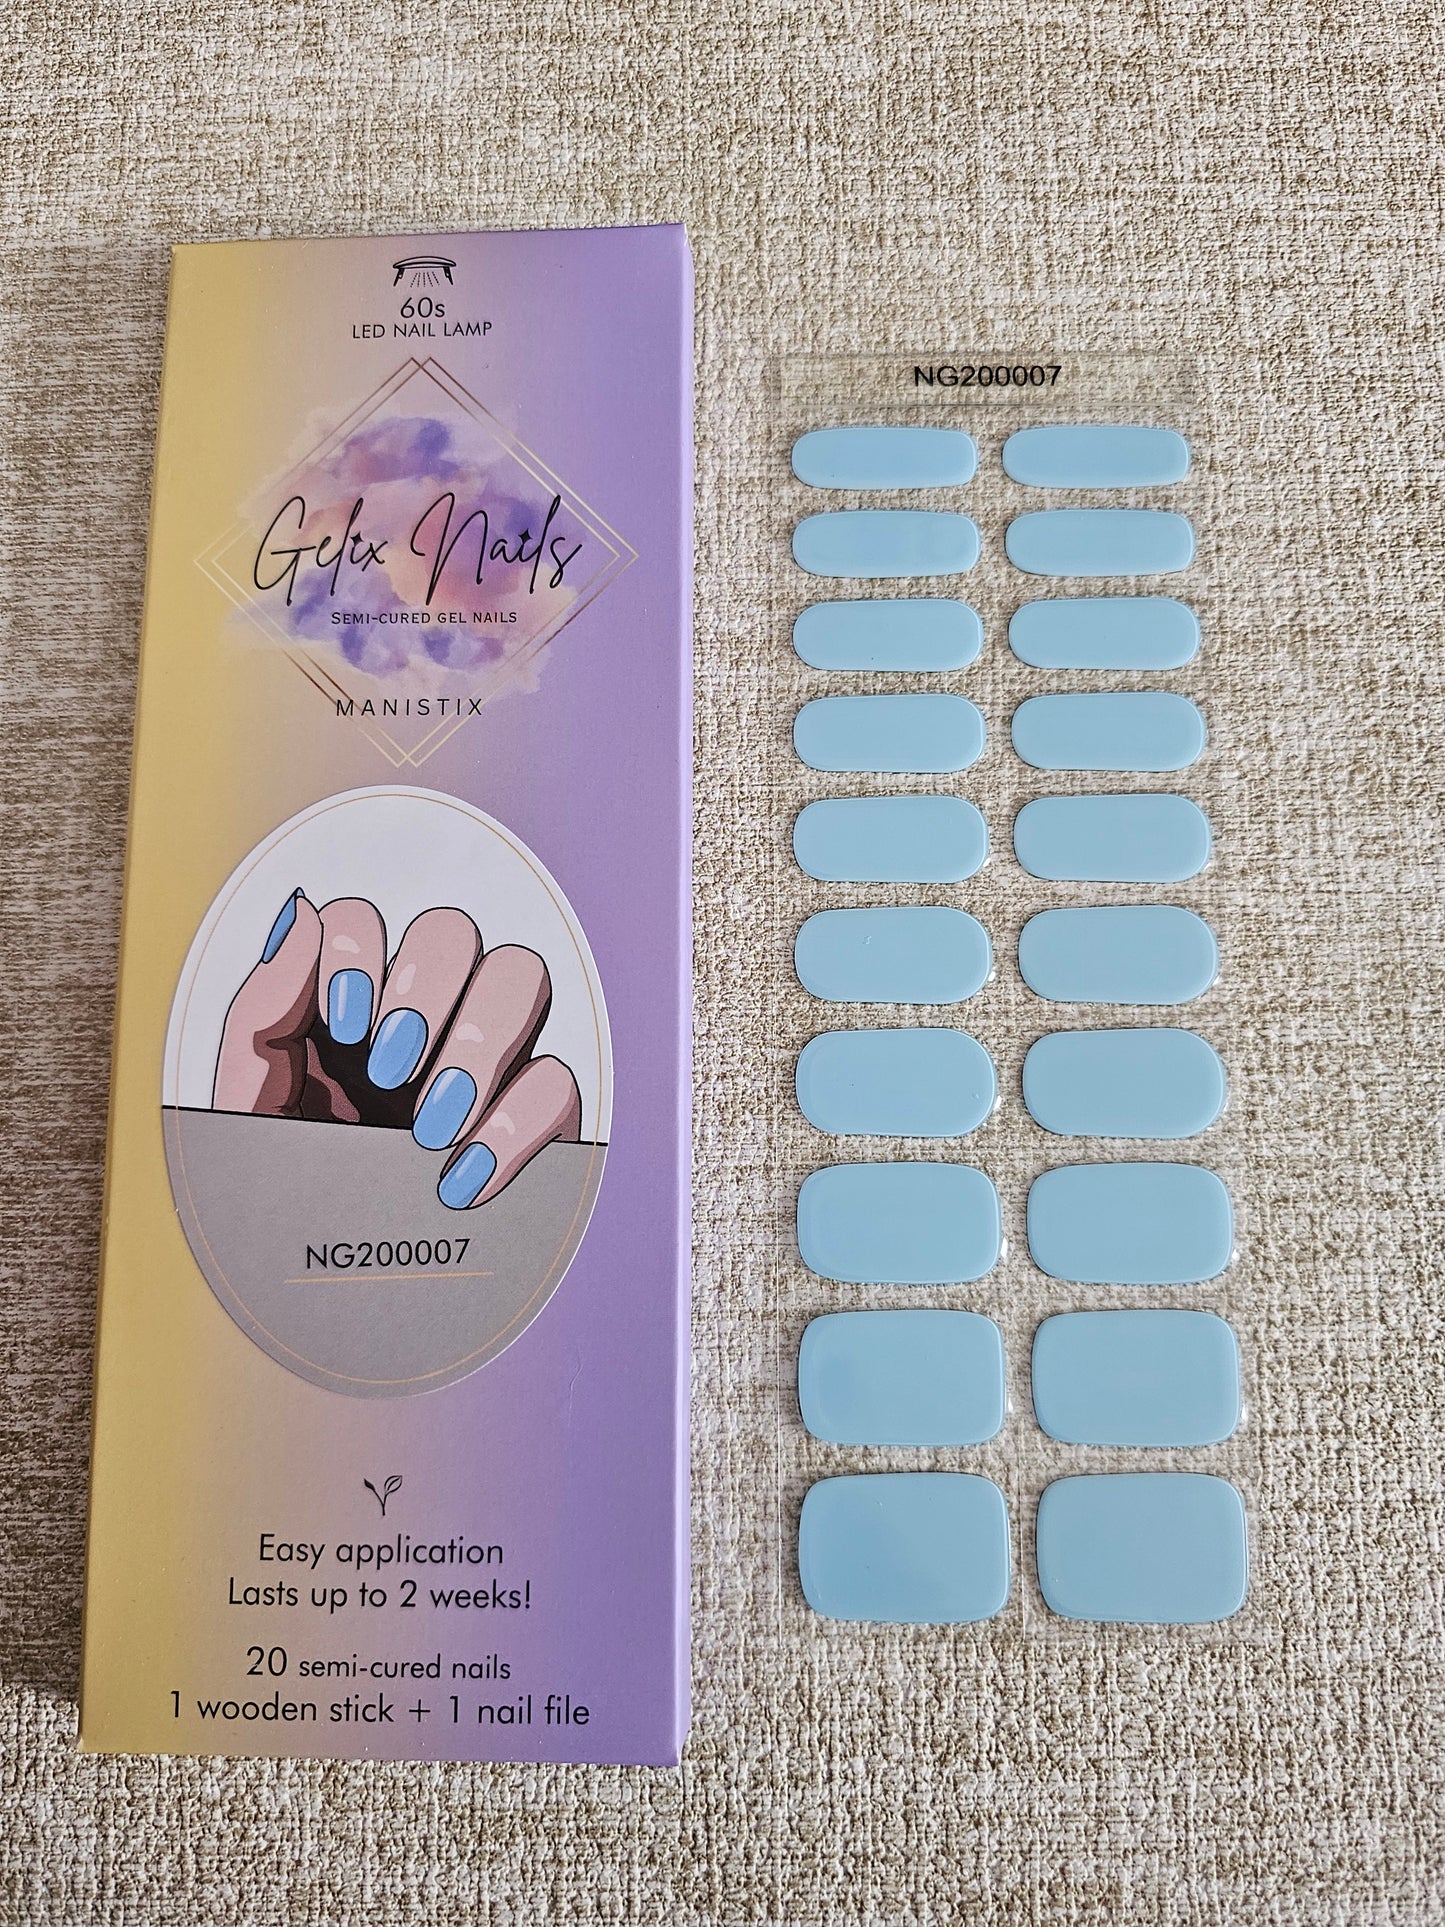 60s
LED NAIL LAMP
Gelix Nails
SEMI-CURED GEL NAILS
MANISTIX
NG200007
Easy application
Lasts up to 2 weeks!
20 semi-cured nails
1 wooden stick + 1 nail file
NG200007